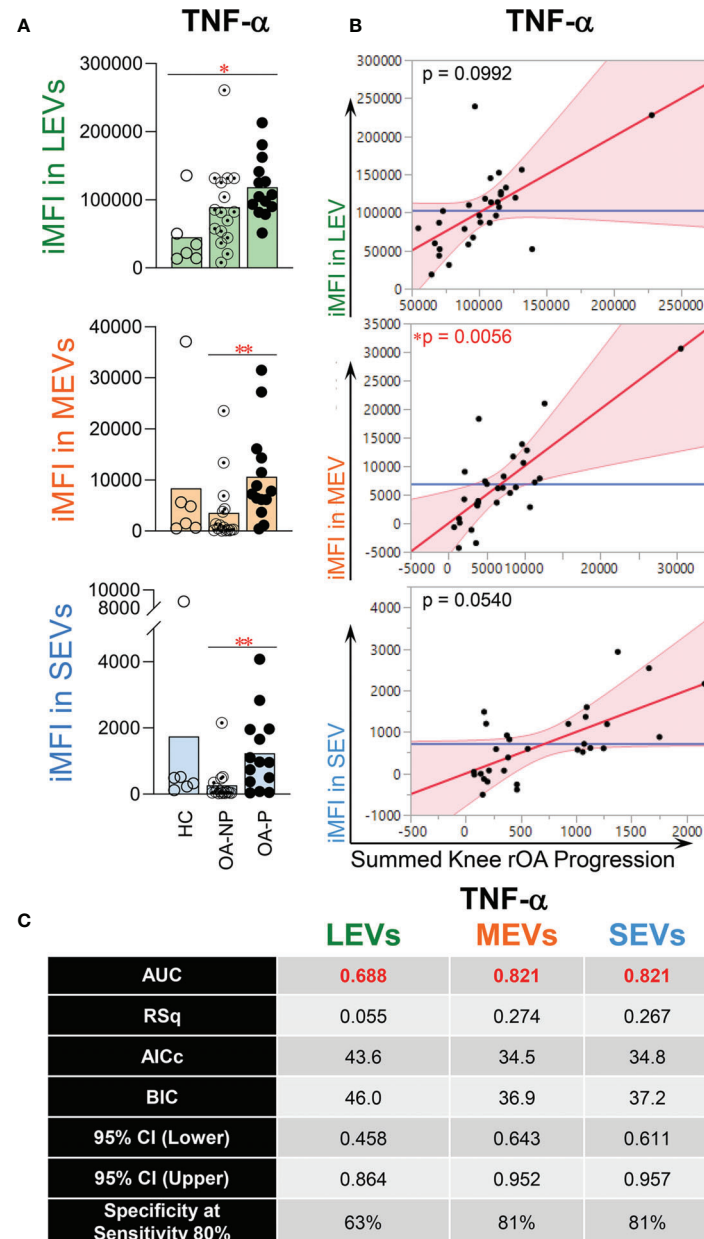 A
TNF-α
iMFI in LEVs
300000
200000
100000
0
*
iMFI in MEVs
40000
30000
20000
10000
0
**
iMFI in SEVs
10000
8000
4000
2000
0
**
HC
OA-NP
OA-P
B
TNF-α
p = 0.0992
iMFI in LEV
300000
250000
200000
150000
100000
50000
0
50000
100000
150000
200000
250000
*p = 0.0056
iMFI in MEV
35000
25000
20000
15000
10000
5000
0
-5000
-5000
0
5000
10000
20000
30000
p = 0.0540
iMFI in SEV
4000
3000
2000
1000
0
-1000
-500
0
500
1000
1500
2000
Summed Knee rOA Progression
C
TNF-α
LEVs MEVs SEVs
AUC 0.688 0.821 0.821
RSq 0.055 0.274 0.267
AICc 43.6 34.5 34.8
BIC 46.0 36.9 37.2
95% CI (Lower) 0.458 0.643 0.611
95% CI (Upper) 0.864 0.952 0.957
Specificity at
Sensitivity 80% 63% 81% 81%